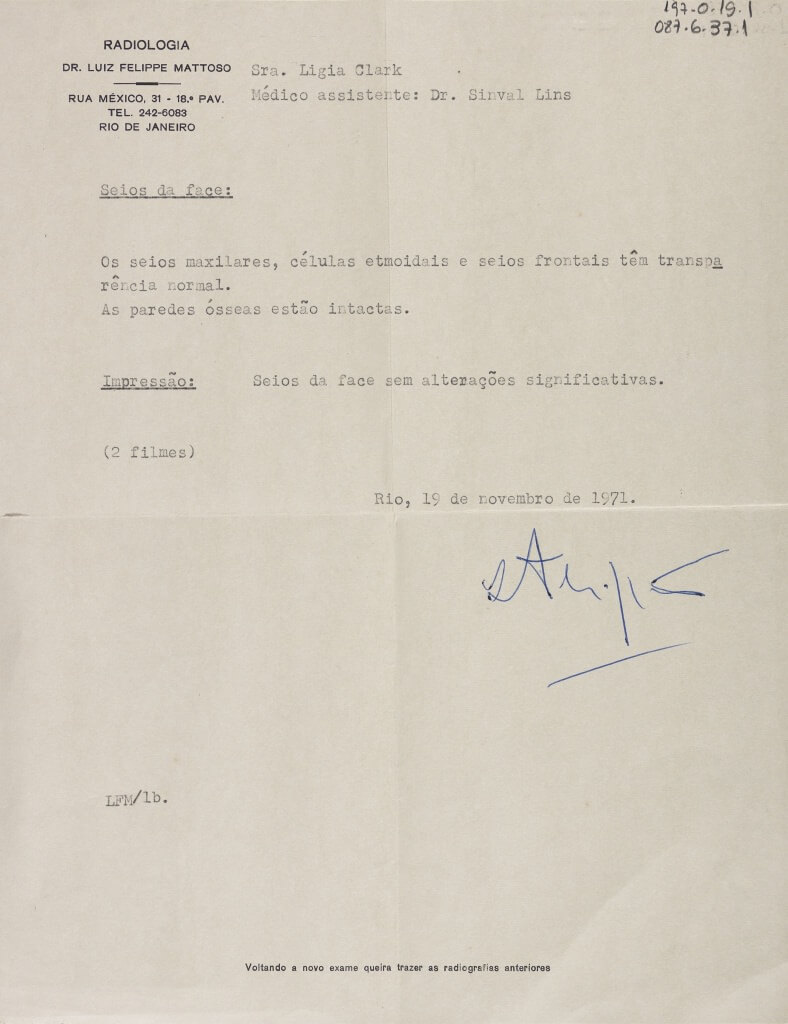 197-0-19.1
087.6.37.1
RADIOLOGIA
DR. LUIZ FELIPPE MATTOSO
RUA MÉXICO, 31 - 18.º PAV.
TEL. 242-6083
RIO DE JANEIRO
Sra. Ligia Clark
Médico assistente: Dr. Sinval Lins
Seios da face:
Os seios maxilares, células etmoidais e seios frontais têm transpa
rência normal.
As paredes ósseas estão intactas.
Impressão: Seios da face sem alterações significativas.
(2 filmes)
Rio, 19 de novembro de 1971.
LFM/lb.
Voltando a novo exame queira trazer as radiografias anteriores